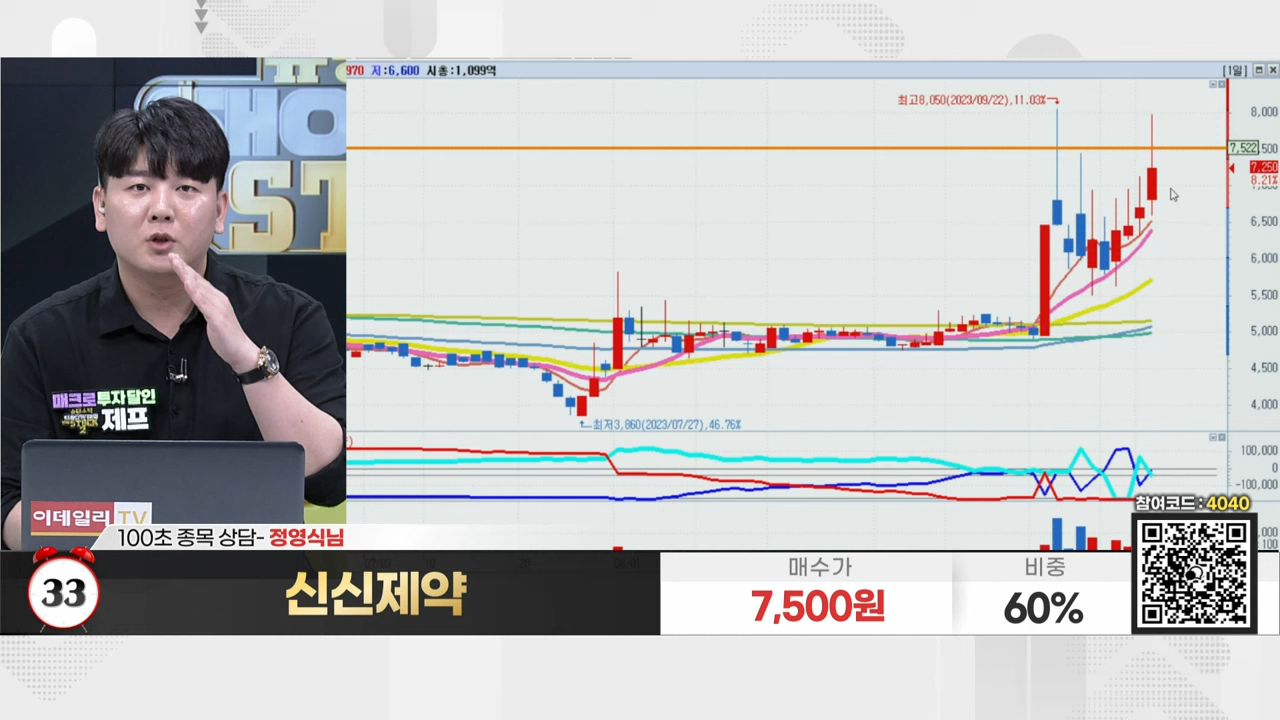 970 저:6,600 시총:1,099억
[1일]
최고8,050(2023/09/22),11.03%
8,000
7,522
,500
7,250
8.21%
7,000
6,500
6,000
5,500
5,000
4,500
4,000
최저3,860(2023/07/27),46.76%
100,000
0
-100,000
ST
매크로투자달인
제프
이데일리TV
참여코드:4040
100초 종목 상담- 정영식님
33
신신제약
매수가
7,500원
비중
60%